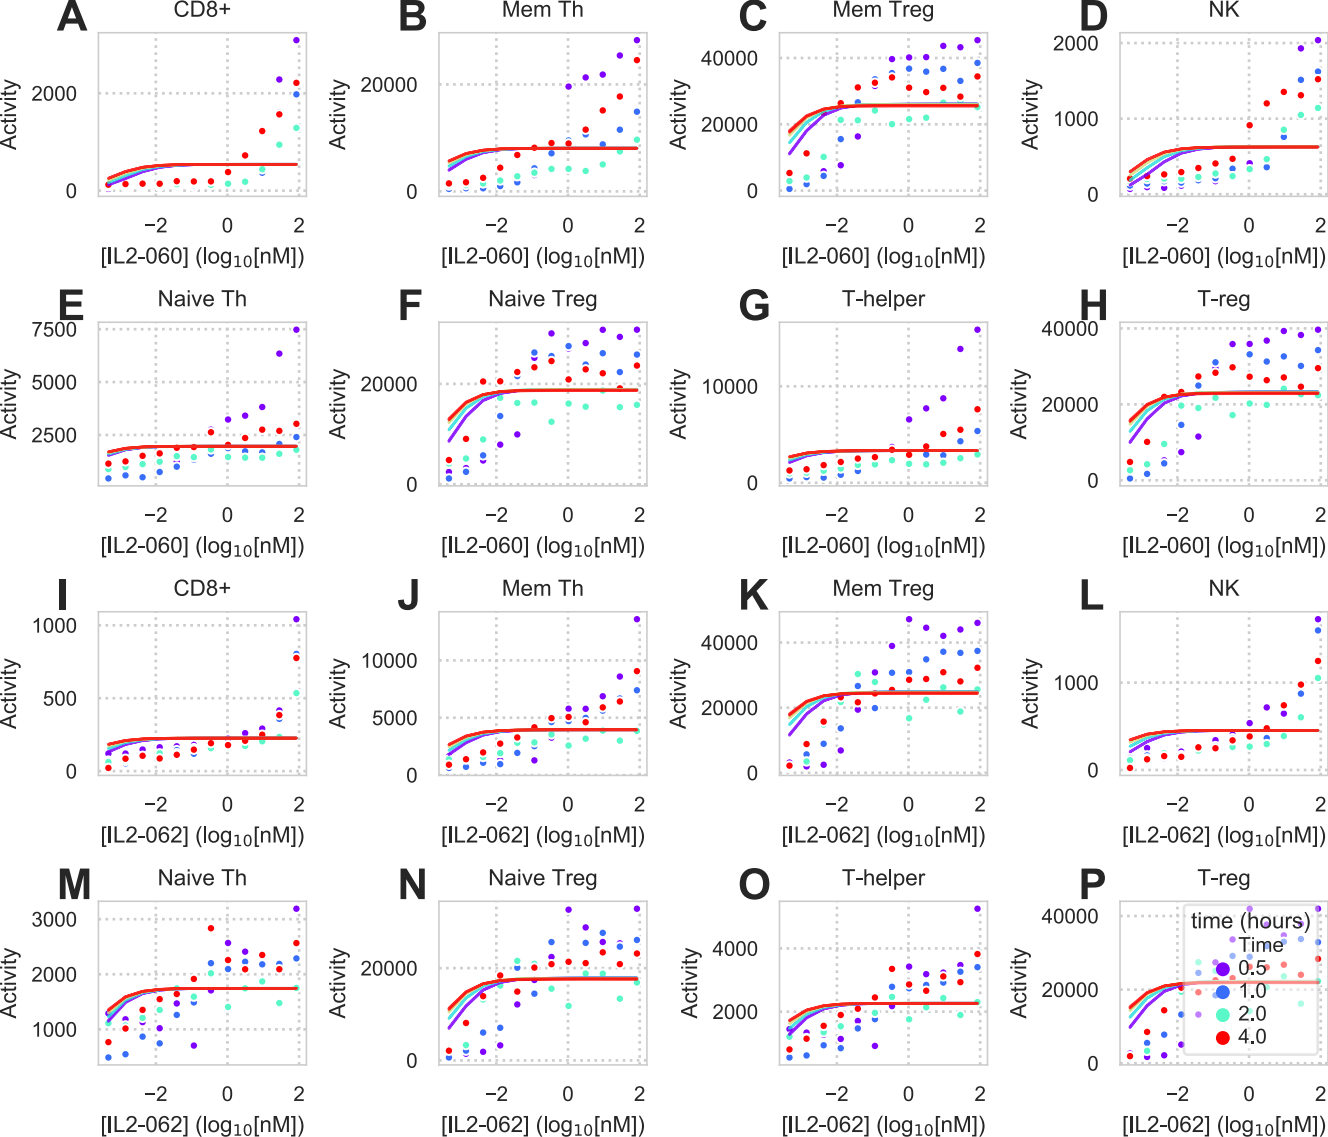 A CD8+ B Mem Th C Mem Treg D NK
Activity 2000 0 −2 0 2 [IL2-060] (log10[nM])
Activity 20000 0 −2 0 2 [IL2-060] (log10[nM])
Activity 40000 20000 0 −2 0 2 [IL2-060] (log10[nM])
Activity 2000 1000 0 −2 0 2 [IL2-060] (log10[nM])
E Naive Th F Naive Treg G T-helper H T-reg
Activity 7500 5000 2500 −2 0 2 [IL2-060] (log10[nM])
Activity 20000 0 −2 0 2 [IL2-060] (log10[nM])
Activity 10000 0 −2 0 2 [IL2-060] (log10[nM])
Activity 40000 20000 0 −2 0 2 [IL2-060] (log10[nM])
I CD8+ J Mem Th K Mem Treg L NK
Activity 1000 500 0 −2 0 2 [IL2-062] (log10[nM])
Activity 10000 5000 0 −2 0 2 [IL2-062] (log10[nM])
Activity 40000 20000 0 −2 0 2 [IL2-062] (log10[nM])
Activity 1000 0 −2 0 2 [IL2-062] (log10[nM])
M Naive Th N Naive Treg O T-helper P T-reg
Activity 3000 2000 1000 −2 0 2 [IL2-062] (log10[nM])
Activity 20000 0 −2 0 2 [IL2-062] (log10[nM])
Activity 4000 2000 −2 0 2 [IL2-062] (log10[nM])
Activity 40000 20000 0 −2 0 2 [IL2-062] (log10[nM])
time (hours)
Time
0.5
1.0
2.0
4.0